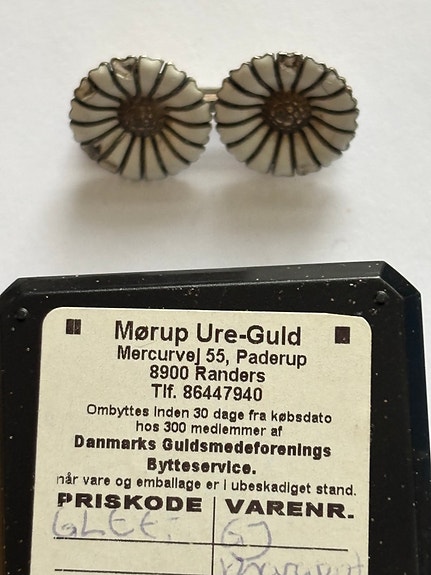 Mørup Ure-Guld
Mercurvej 55, Paderup
8900 Randers
Tlf. 86447940
Ombyttes inden 30 dage fra købsdato
hos 300 medlemmer af
Danmarks Guldsmedeforenings
Bytteservice.
når vare og emballage er i ubeskadiget stand.
PRISKODE VARENR.